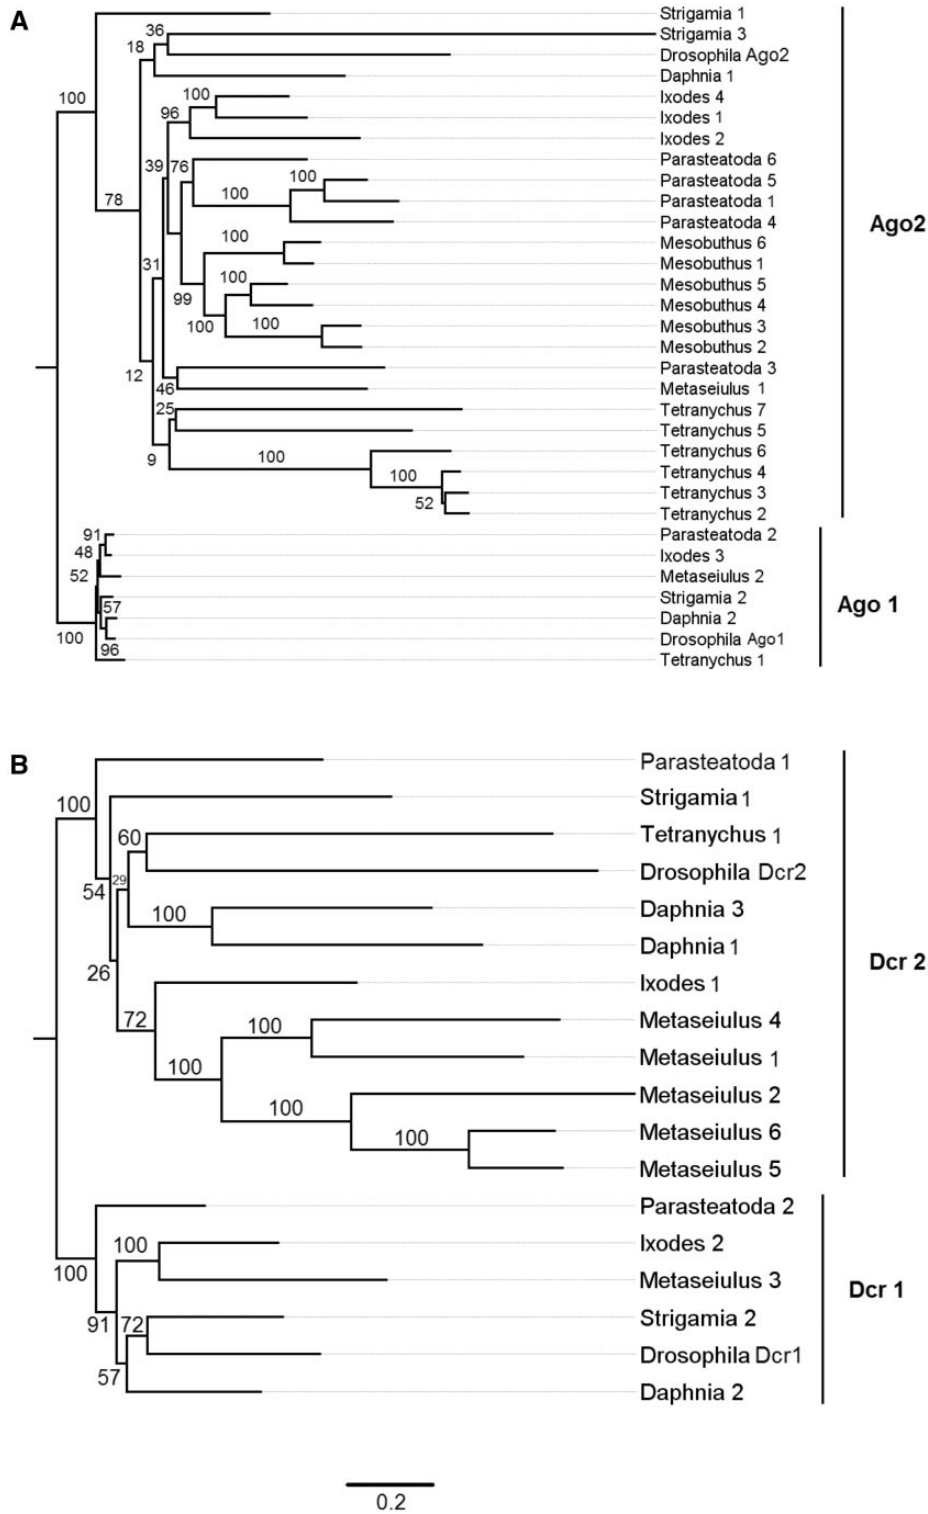 A
Strigamia 1
36
Strigamia 3
18
Drosophila Ago2
Daphnia 1
100
100
Ixodes 4
96
Ixodes 1
Ixodes 2
39
76
Parasteatoda 6
100
Parasteatoda 5
100
Parasteatoda 1
78
Parasteatoda 4
Ago2
100
Mesobuthus 6
31
Mesobuthus 1
100
Mesobuthus 5
99
Mesobuthus 4
100
100
Mesobuthus 3
Mesobuthus 2
12
Parasteatoda 3
46
Metaseiulus 1
25
Tetranychus 7
Tetranychus 5
9
100
Tetranychus 6
100
Tetranychus 4
52
Tetranychus 3
Tetranychus 2
91
Parasteatoda 2
48
Ixodes 3
52
Metaseiulus 2
57
Strigamia 2
Ago 1
Daphnia 2
100
Drosophila Ago1
96
Tetranychus 1
B
Parasteatoda 1
100
Strigamia 1
60
Tetranychus 1
29
Drosophila Dcr2
54
100
Daphnia 3
Daphnia 1
Dcr 2
26
Ixodes 1
72
100
Metaseiulus 4
100
Metaseiulus 1
100
Metaseiulus 2
100
Metaseiulus 6
Metaseiulus 5
Parasteatoda 2
100
100
Ixodes 2
Metaseiulus 3
Dcr 1
91
72
Strigamia 2
Drosophila Dcr1
57
Daphnia 2
0.2